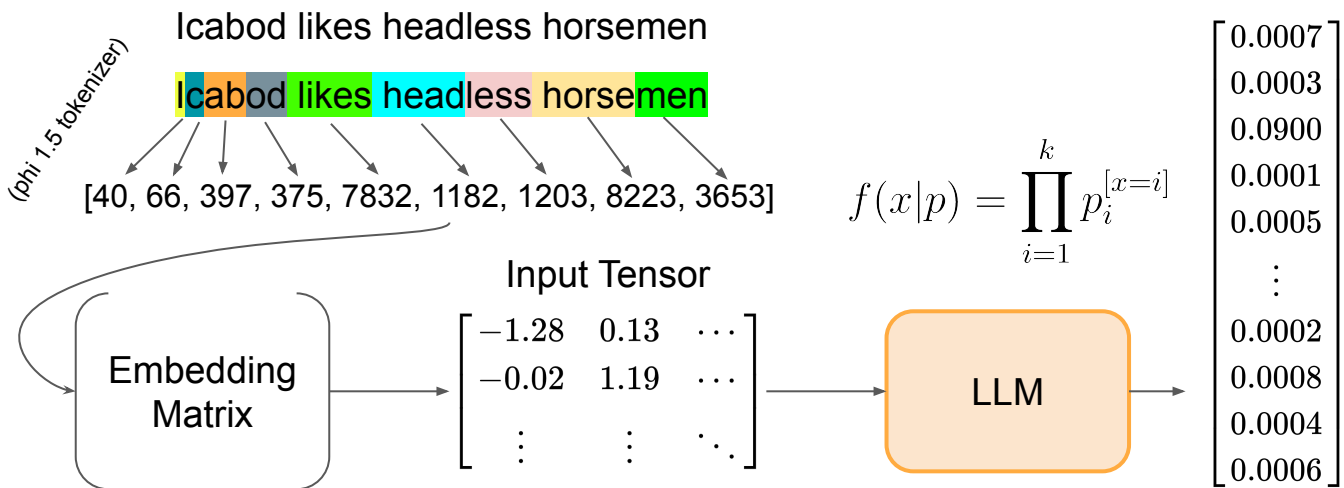 Icabod likes headless horsemen
(phi 1.5 tokenizer)
Icabod likes headless horsemen
[40, 66, 397, 375, 7832, 1182, 1203, 8223, 3653]
f(x|p) = ∏_{i=1}^{k} p_i^{[x=i]}
Input Tensor
Embedding
Matrix
−1.28 0.13 ⋯
−0.02 1.19 ⋯
⋮ ⋮ ⋱
LLM
0.0007
0.0003
0.0900
0.0001
0.0005
⋮
0.0002
0.0008
0.0004
0.0006